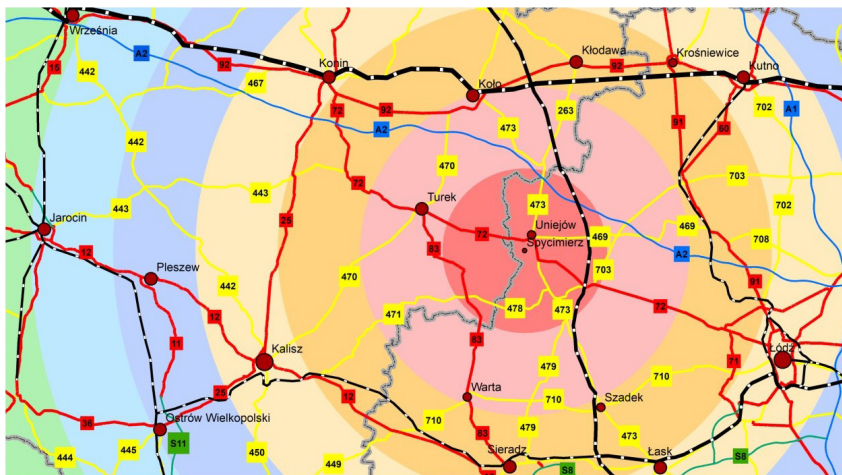 Września
Kłodawa
Krośniewice
A2
15
442
92
Konin
92
Kutno
467
Koło
72
92
473
263
702
A1
A2
91
60
442
470
703
443
72
443
Turek
473
702
25
Jarocin
72
Uniejów
469
469
Spycimierz
83
708
12
A2
Pleszew
470
703
91
442
478
72
12
471
473
11
83
Kalisz
71
Łódź
479
710
25
12
Warta
710
Szadek
36
Ostrów Wielkopolski
710
479
473
S11
83
444
445
450
449
Sieradz
S8
Łask
S8